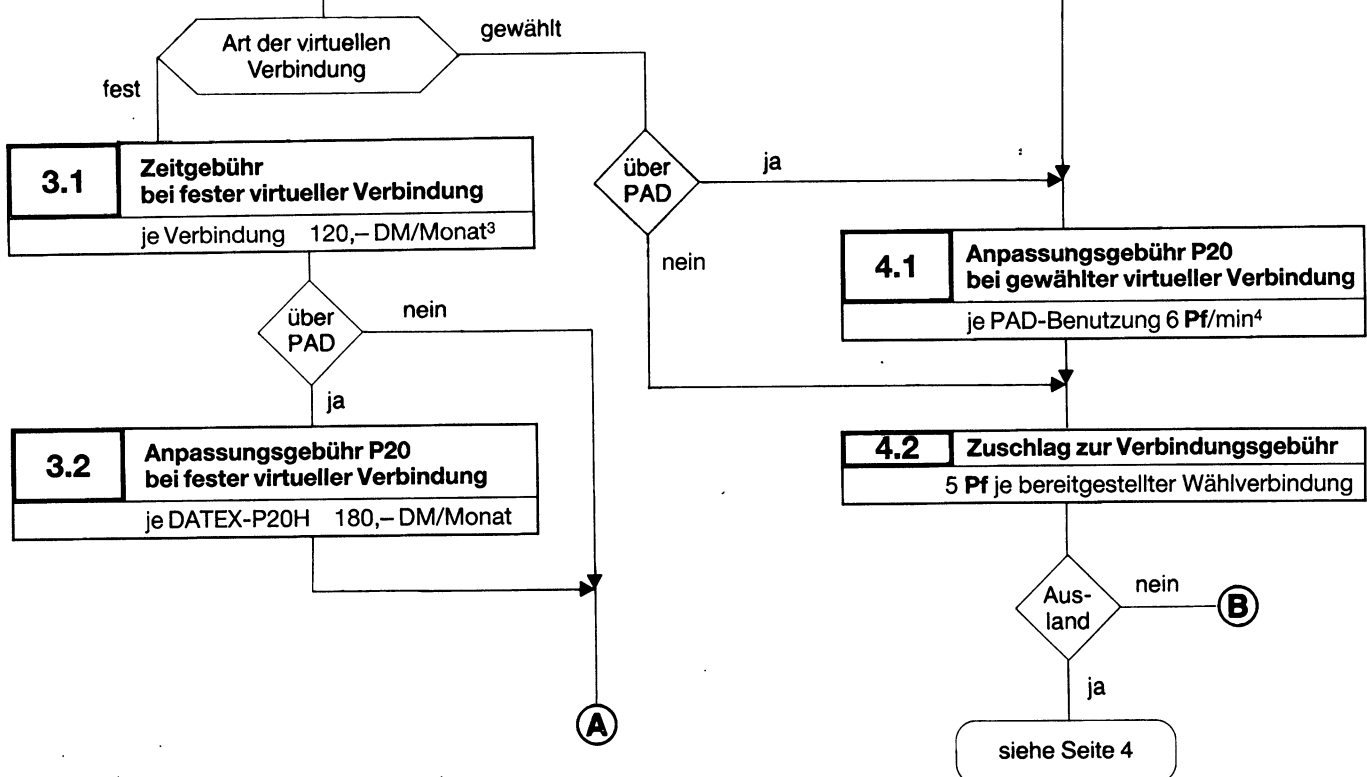 Art der virtuellen
Verbindung
gewählt
fest
3.1
Zeitgebühr
bei fester virtueller Verbindung
je Verbindung 120,– DM/Monat³
über
PAD
nein
ja
3.2
Anpassungsgebühr P20
bei fester virtueller Verbindung
je DATEX-P20H 180,– DM/Monat
A
über
PAD
ja
nein
4.1
Anpassungsgebühr P20
bei gewählter virtueller Verbindung
je PAD-Benutzung 6 Pf/min⁴
4.2
Zuschlag zur Verbindungsgebühr
5 Pf je bereitgestellter Wählverbindung
Aus-
land
nein
B
ja
siehe Seite 4